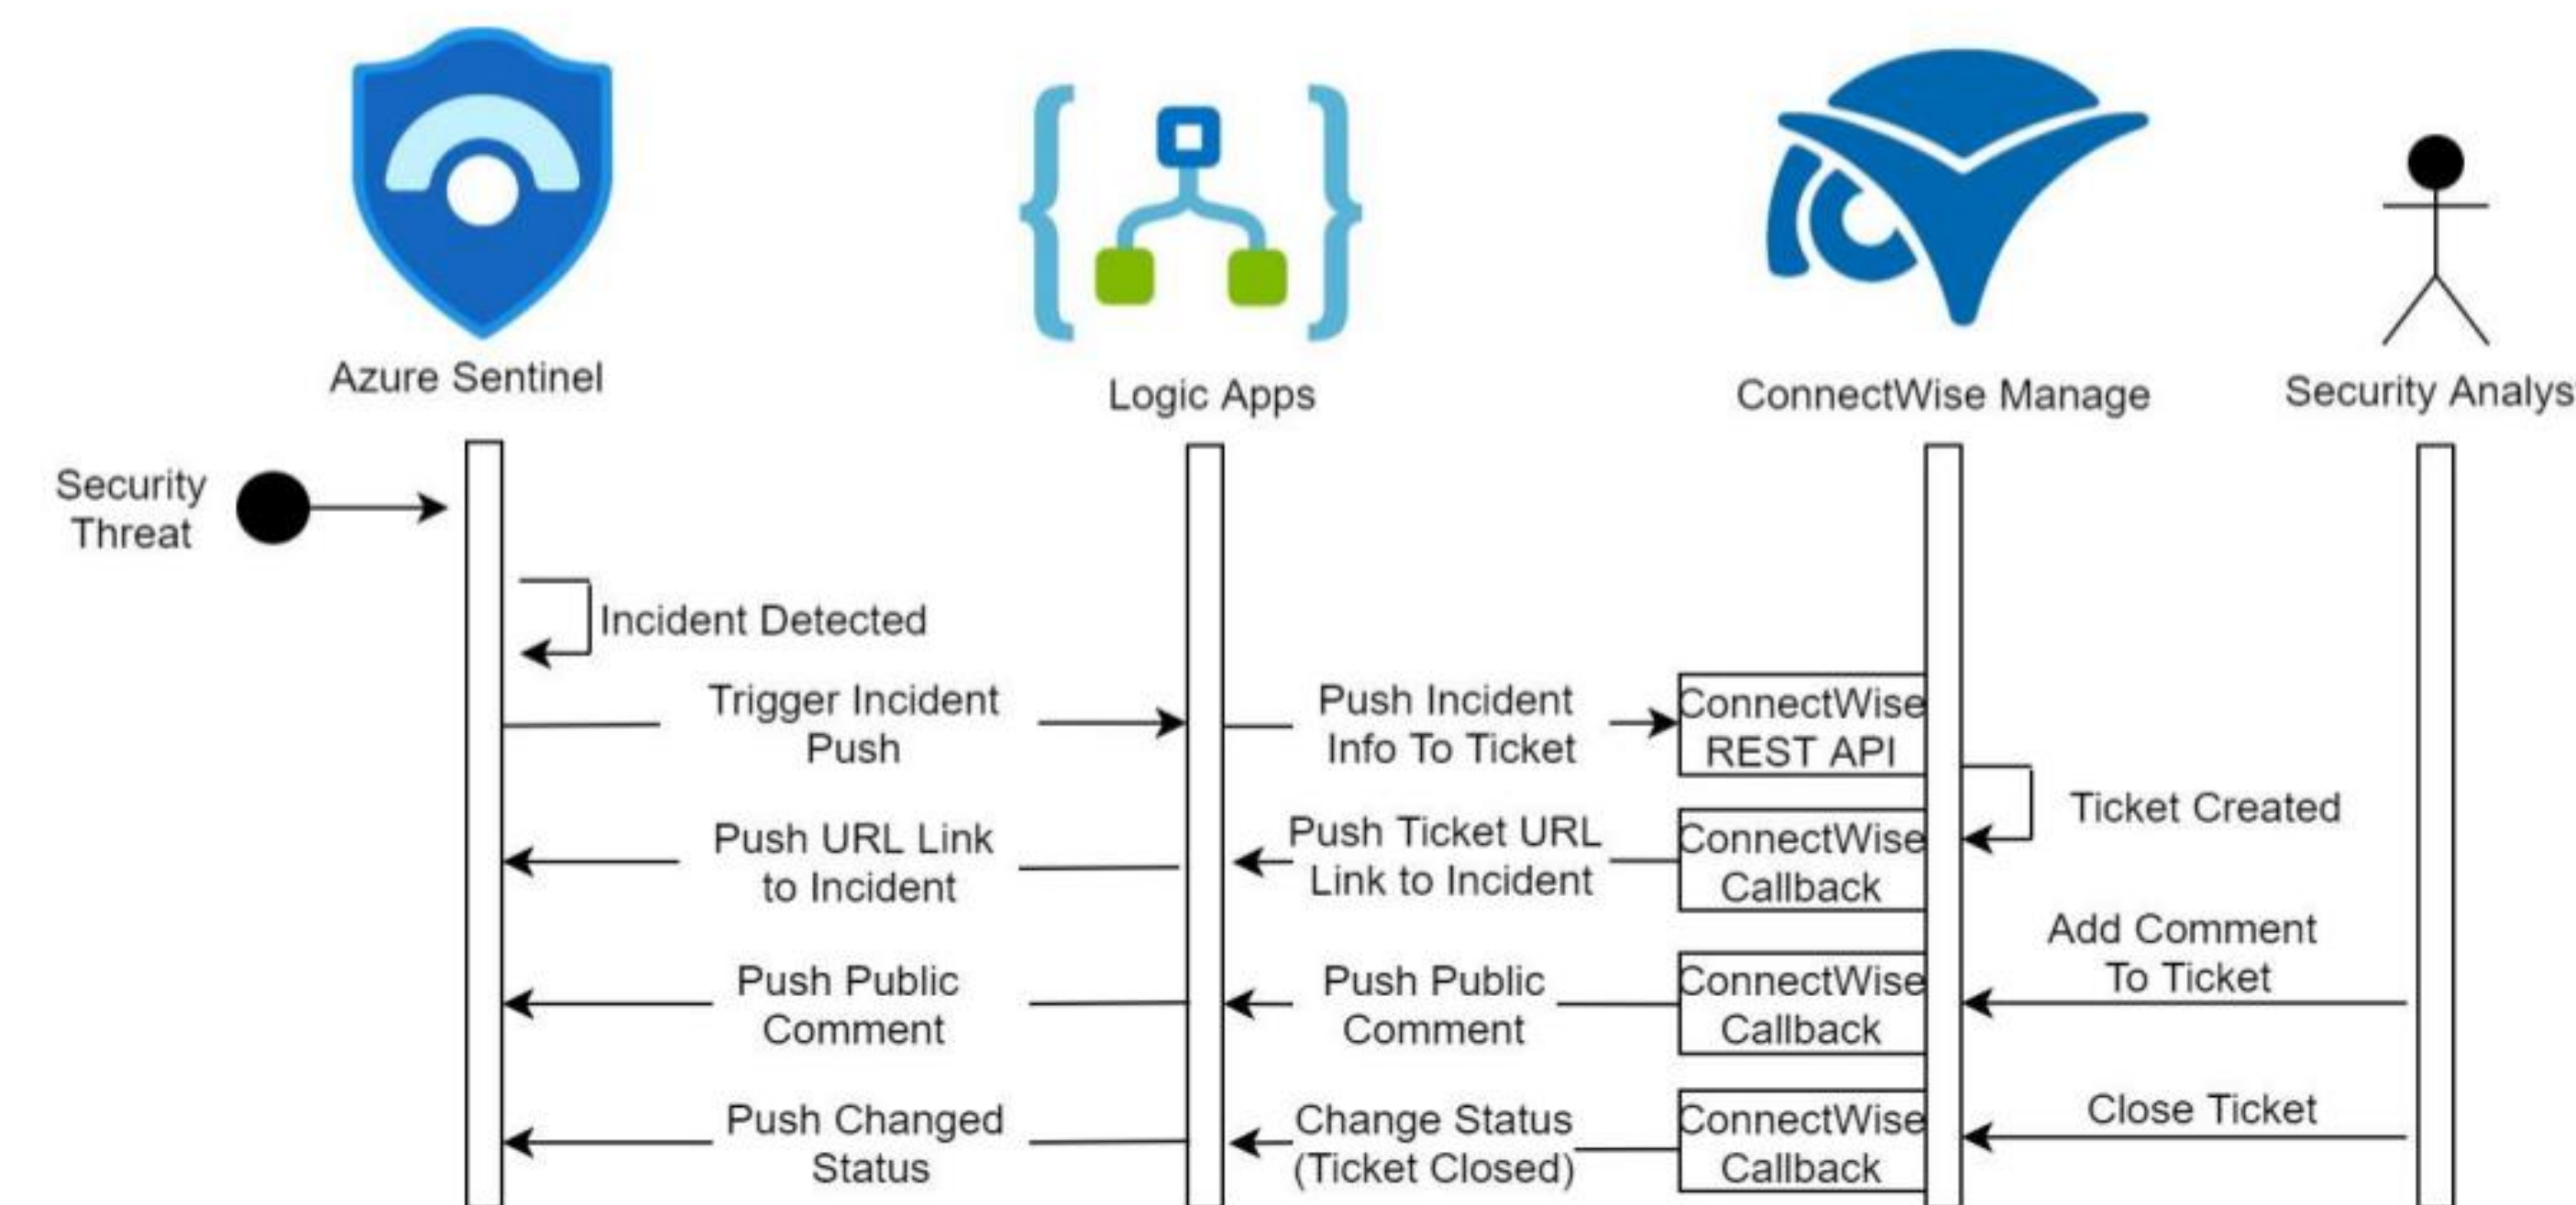 Azure Sentinel
Logic Apps
ConnectWise Manage
Security Analys
Security
Threat
Incident Detected
Trigger Incident
Push
Push Incident
Info To Ticket
ConnectWise
REST API
Ticket Created
Push URL Link
to Incident
Push Ticket URL
Link to Incident
ConnectWise
Callback
Add Comment
To Ticket
Push Public
Comment
Push Public
Comment
ConnectWise
Callback
Close Ticket
Push Changed
Status
Change Status
(Ticket Closed)
ConnectWise
Callback